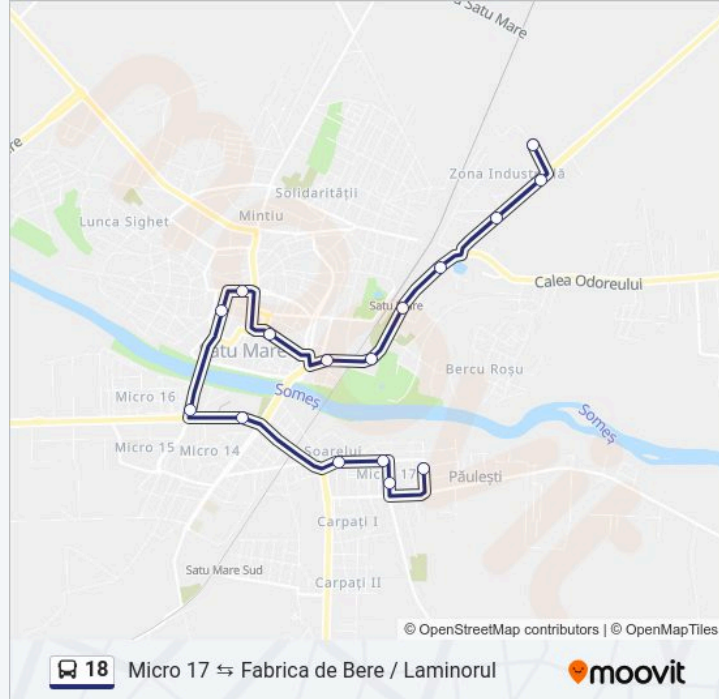 Satu Mare
Zona Industrială
Solidarității
Mintiu
Lunca Sighet
Calea Odoreului
Satu Mare
Satu Mare
Bercu Roșu
Someș
Micro 16
Someș
Micro 15
Micro 14
Soarelui
Micro 17
Păulești
Carpați I
Satu Mare Sud
Carpați II
© OpenStreetMap contributors | © OpenMapTiles
18 Micro 17 ⇆ Fabrica de Bere / Laminorul
moovit